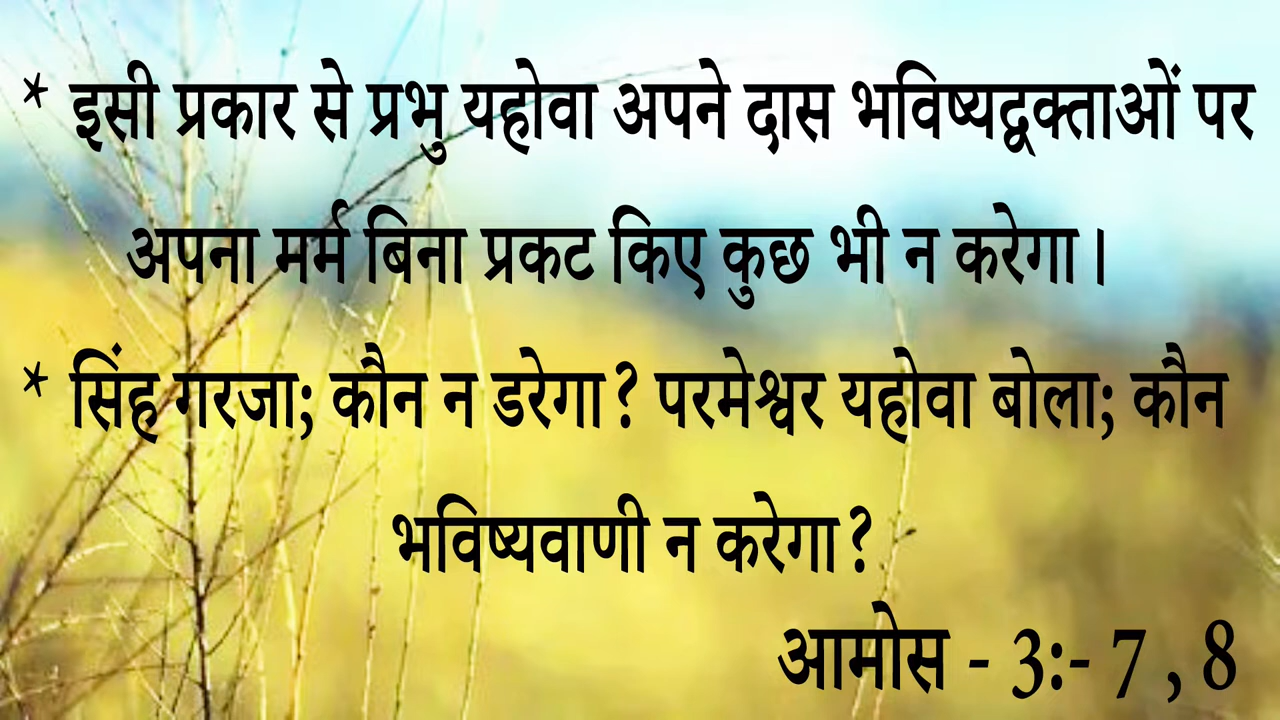 * इसी प्रकार से प्रभु यहोवा अपने दास भविष्यद्वक्ताओं पर
अपना मर्म बिना प्रकट किए कुछ भी न करेगा।
* सिंह गरजा; कौन न डरेगा? परमेश्वर यहोवा बोला; कौन
भविष्यवाणी न करेगा?
आमोस - 3:- 7 , 8